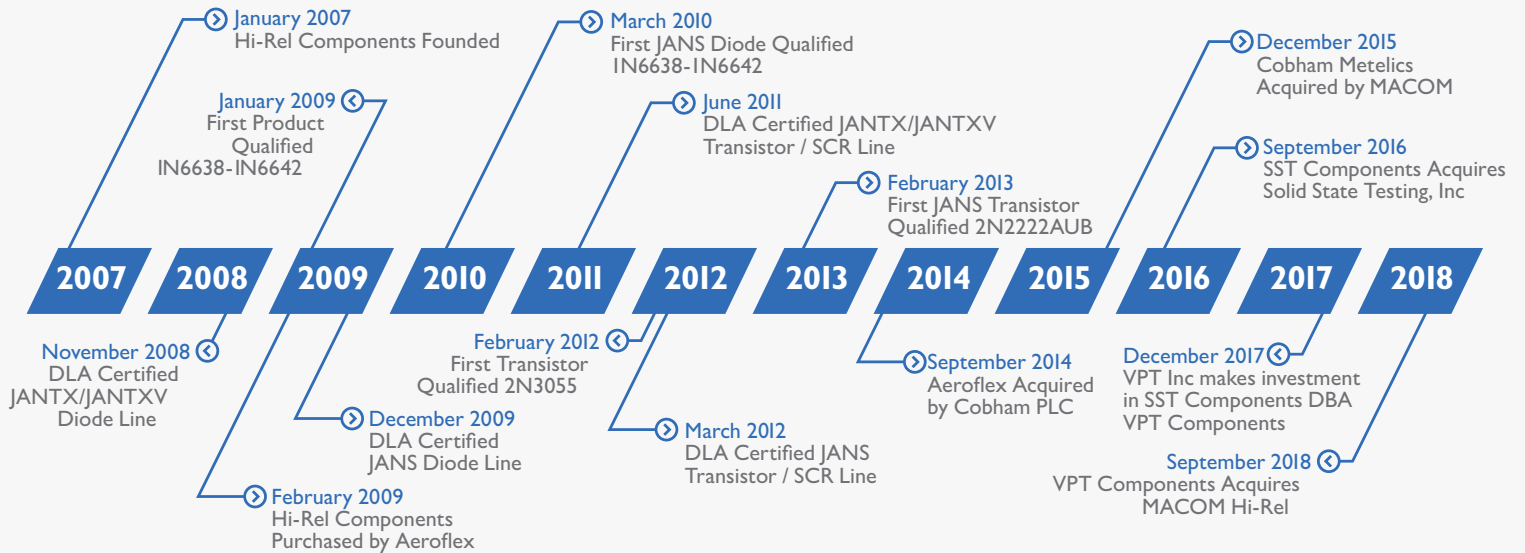 January 2007
Hi-Rel Components Founded
January 2009
First Product
Qualified
IN6638-IN6642
March 2010
First JANS Diode Qualified
IN6638-IN6642
June 2011
DLA Certified JANTX/JANTXV
Transistor / SCR Line
February 2013
First JANS Transistor
Qualified 2N2222AUB
December 2015
Cobham Metelics
Acquired by MACOM
September 2016
SST Components Acquires
Solid State Testing, Inc
2007
2008
2009
2010
2011
2012
2013
2014
2015
2016
2017
2018
November 2008
DLA Certified
JANTX/JANTXV
Diode Line
February 2009
Hi-Rel Components
Purchased by Aeroflex
December 2009
DLA Certified
JANS Diode Line
February 2012
First Transistor
Qualified 2N3055
March 2012
DLA Certified JANS
Transistor / SCR Line
September 2014
Aeroflex Acquired
by Cobham PLC
December 2017
VPT Inc makes investment
in SST Components DBA
VPT Components
September 2018
VPT Components Acquires
MACOM Hi-Rel